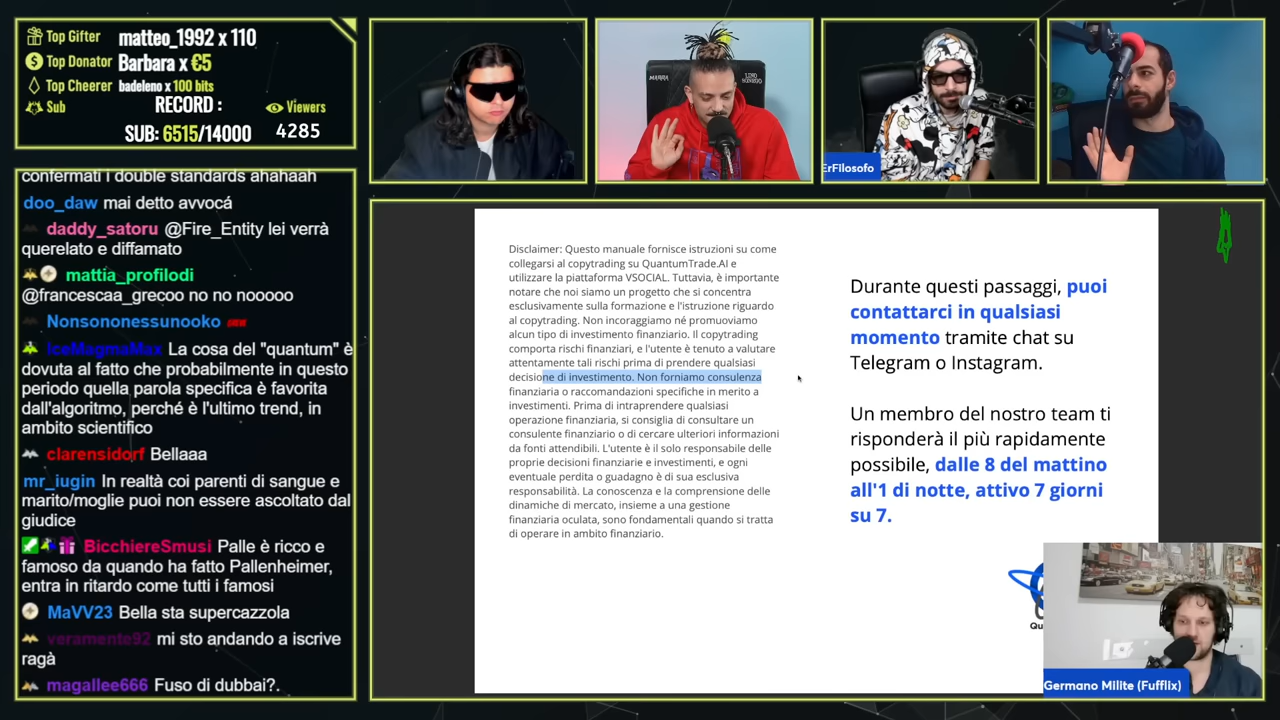 Top Gifter matteo_1992 x 110
Top Donator Barbara x €5
Top Cheerer badeleno x 100 bits
Sub RECORD : Viewers
SUB: 6515/14000 4285
confermati i double standards ahahaah
doo_daw mai detto avvocá
daddy_satoru @Fire_Entity lei verrà
querelato e diffamato
mattia_profilodi
@francescaa_grecoo no no nooooo
Nonsononessunooko
IceMagmaMax La cosa del "quantum" è
dovuta al fatto che probabilmente in questo
periodo quella parola specifica è favorita
dall'algoritmo, perché è l'ultimo trend, in
ambito scientifico
clarensidorf Bellaaa
mr_iugin In realtà coi parenti di sangue e
marito/moglie puoi non essere ascoltato dal
giudice
BicchiereSmusi Palle è ricco e
famoso da quando ha fatto Pallenheimer,
entra in ritardo come tutti i famosi
MaVV23 Bella sta supercazzola
veramente92 mi sto andando a iscrive
ragà
magallee666 Fuso di dubbai?.
ErFilosofo
Disclaimer: Questo manuale fornisce istruzioni su come
collegarsi al copytrading su QuantumTrade.AI e
utilizzare la piattaforma VSOCIAL. Tuttavia, è importante
notare che noi siamo un progetto che si concentra
esclusivamente sulla formazione e l'istruzione riguardo
al copytrading. Non incoraggiamo né promuoviamo
alcun tipo di investimento finanziario. Il copytrading
comporta rischi finanziari, e l'utente è tenuto a valutare
attentamente tali rischi prima di prendere qualsiasi
decisione di investimento. Non forniamo consulenza
finanziaria o raccomandazioni specifiche in merito a
investimenti. Prima di intraprendere qualsiasi
operazione finanziaria, si consiglia di consultare un
consulente finanziario o di cercare ulteriori informazioni
da fonti attendibili. L'utente è il solo responsabile delle
proprie decisioni finanziarie e investimenti, e ogni
eventuale perdita o guadagno è di sua esclusiva
responsabilità. La conoscenza e la comprensione delle
dinamiche di mercato, insieme a una gestione
finanziaria oculata, sono fondamentali quando si tratta
di operare in ambito finanziario.
Durante questi passaggi, puoi
contattarci in qualsiasi
momento tramite chat su
Telegram o Instagram.
Un membro del nostro team ti
risponderà il più rapidamente
possibile, dalle 8 del mattino
all'1 di notte, attivo 7 giorni
su 7.
Qu
Germano Milite (Fufflix)